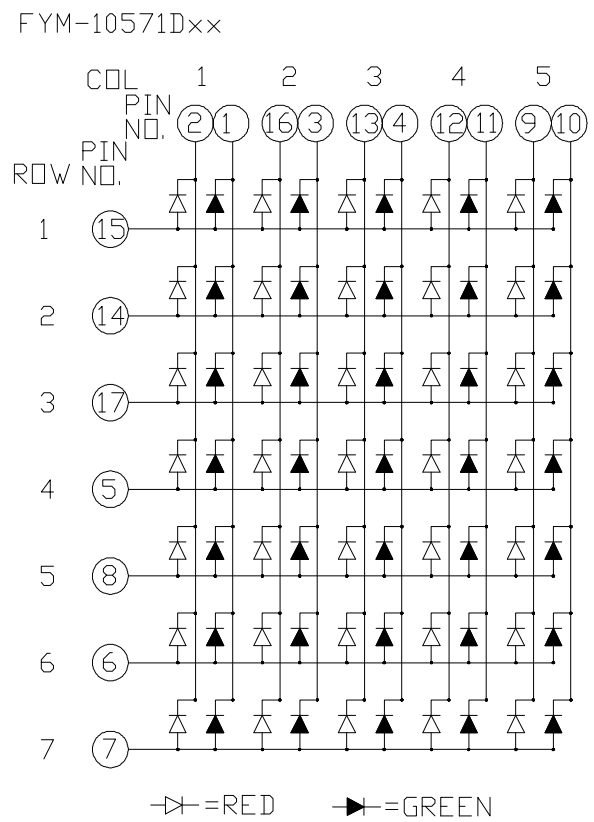 FYM-10571Dxx
COL 1 2 3 4 5
PIN NO. 2 1 16 3 13 4 12 11 9 10
ROW PIN NO.
1 15
2 14
3 17
4 5
5 8
6 6
7 7
=RED =GREEN